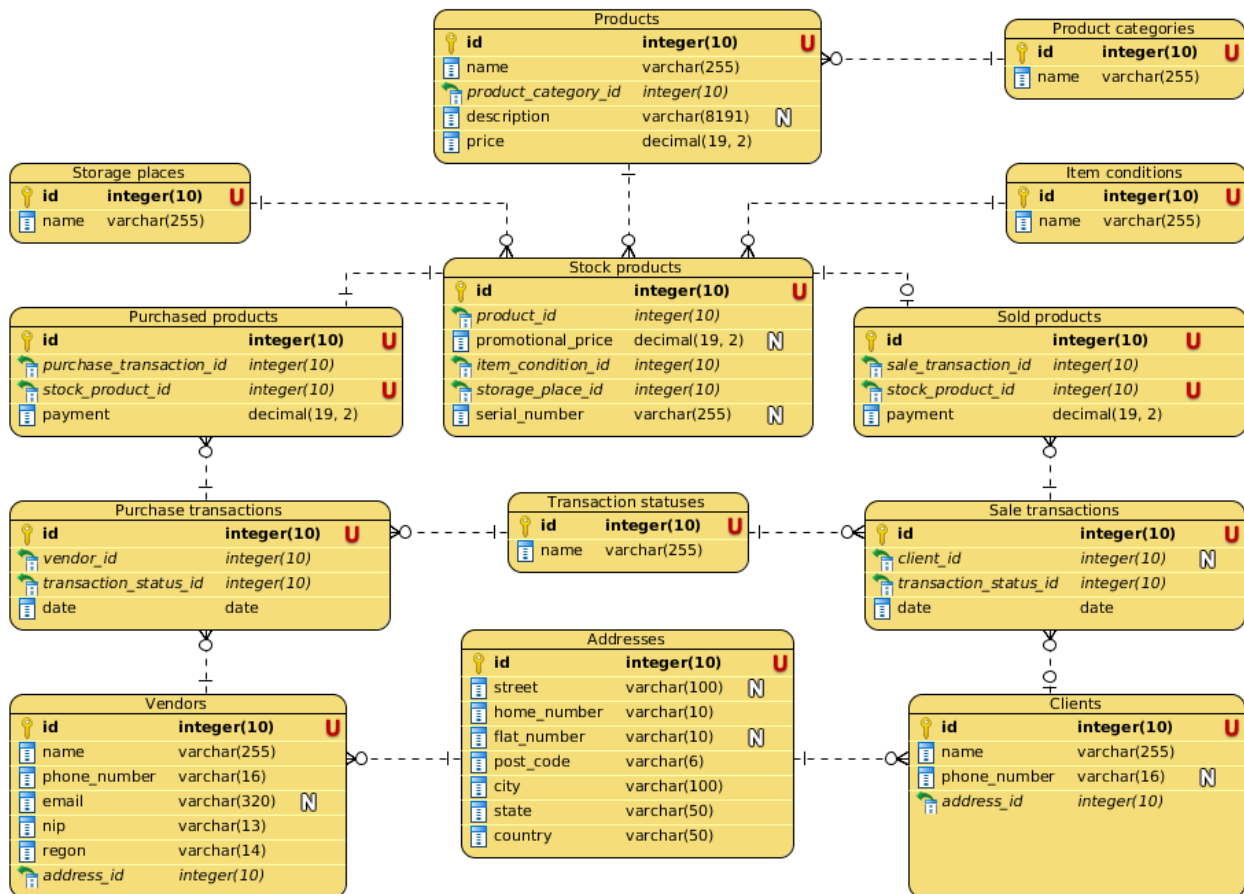 Products
id integer(10) U
name varchar(255)
product_category_id integer(10)
description varchar(8191) N
price decimal(19, 2)
Product categories
id integer(10) U
name varchar(255)
Storage places
id integer(10) U
name varchar(255)
Item conditions
id integer(10) U
name varchar(255)
Stock products
id integer(10) U
product_id integer(10)
promotional_price decimal(19, 2) N
item_condition_id integer(10)
storage_place_id integer(10)
serial_number varchar(255) N
Purchased products
id integer(10) U
purchase_transaction_id integer(10)
stock_product_id integer(10) U
payment decimal(19, 2)
Sold products
id integer(10) U
sale_transaction_id integer(10)
stock_product_id integer(10) U
payment decimal(19, 2)
Purchase transactions
id integer(10) U
vendor_id integer(10)
transaction_status_id integer(10)
date date
Transaction statuses
id integer(10) U
name varchar(255)
Sale transactions
id integer(10) U
client_id integer(10) N
transaction_status_id integer(10)
date date
Vendors
id integer(10) U
name varchar(255)
phone_number varchar(16)
email varchar(320) N
nip varchar(13)
regon varchar(14)
address_id integer(10)
Addresses
id integer(10) U
street varchar(100) N
home_number varchar(10)
flat_number varchar(10) N
post_code varchar(6)
city varchar(100)
state varchar(50)
country varchar(50)
Clients
id integer(10) U
name varchar(255)
phone_number varchar(16) N
address_id integer(10)